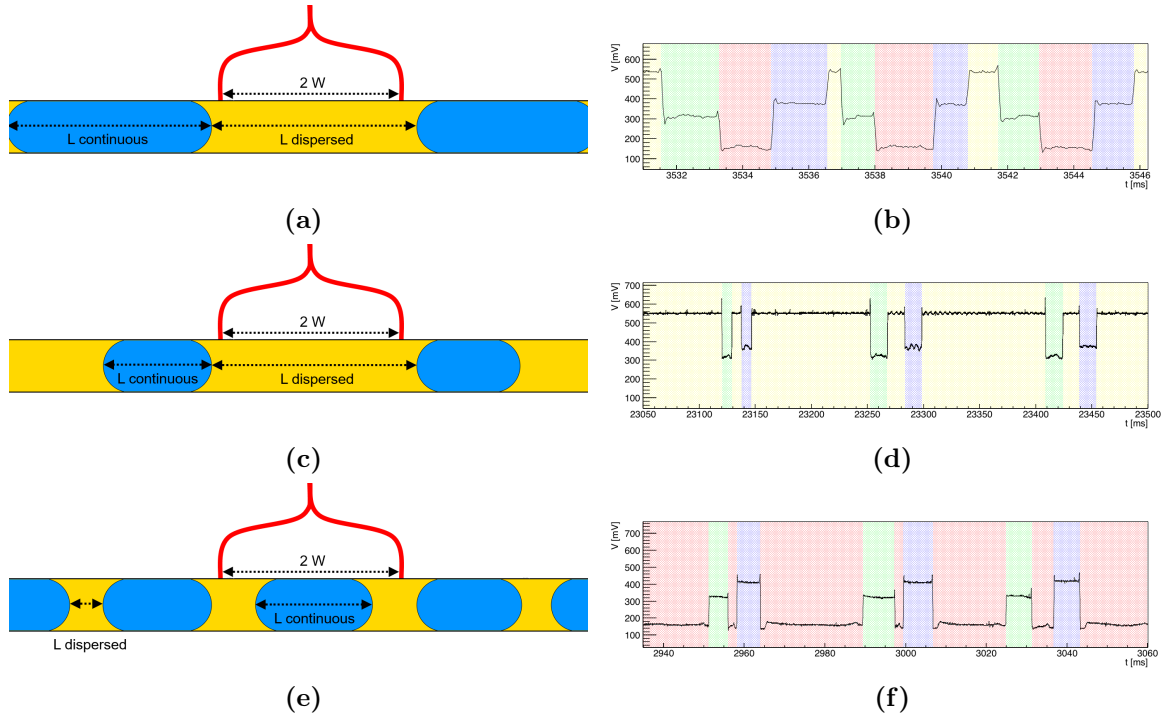 2 W
L continuous
L dispersed
(a)
V [mV]
600
500
400
300
200
100
3532 3534 3536 3538 3540 3542 3544 3546
t [ms]
(b)
2 W
L continuous
L dispersed
(c)
V [mV]
700
600
500
400
300
200
100
23050 23100 23150 23200 23250 23300 23350 23400 23450 23500
t [ms]
(d)
2 W
L continuous
L dispersed
(e)
V [mV]
700
600
500
400
300
200
100
2940 2960 2980 3000 3020 3040 3060
t [ms]
(f)